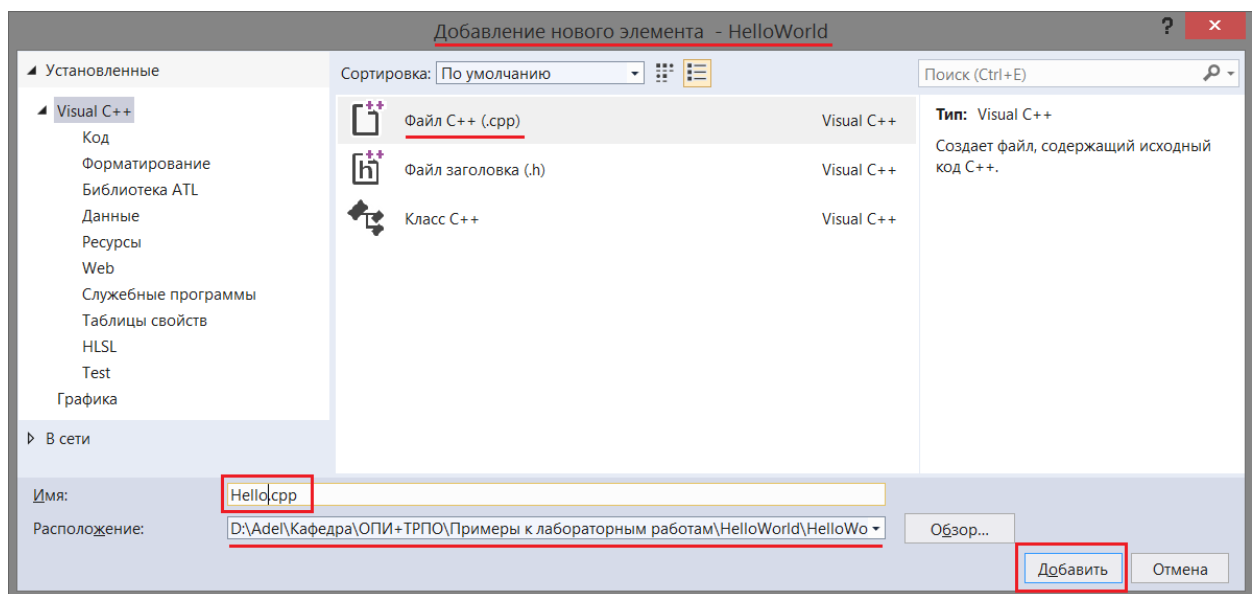 Добавление нового элемента - HelloWorld
?
Установленные
Visual C++
Код
Форматирование
Библиотека ATL
Данные
Ресурсы
Web
Служебные программы
Таблицы свойств
HLSL
Test
Графика
В сети
Сортировка: По умолчанию
Файл C++ (.cpp) Visual C++
Файл заголовка (.h) Visual C++
Класс C++ Visual C++
Поиск (Ctrl+E)
Тип: Visual C++
Создает файл, содержащий исходный
код C++.
Имя: Hello.cpp
Расположение: D:\Adel\Кафедра\ОПИ+ТРПО\Примеры к лабораторным работам\HelloWorld\HelloWo
Обзор...
Добавить Отмена